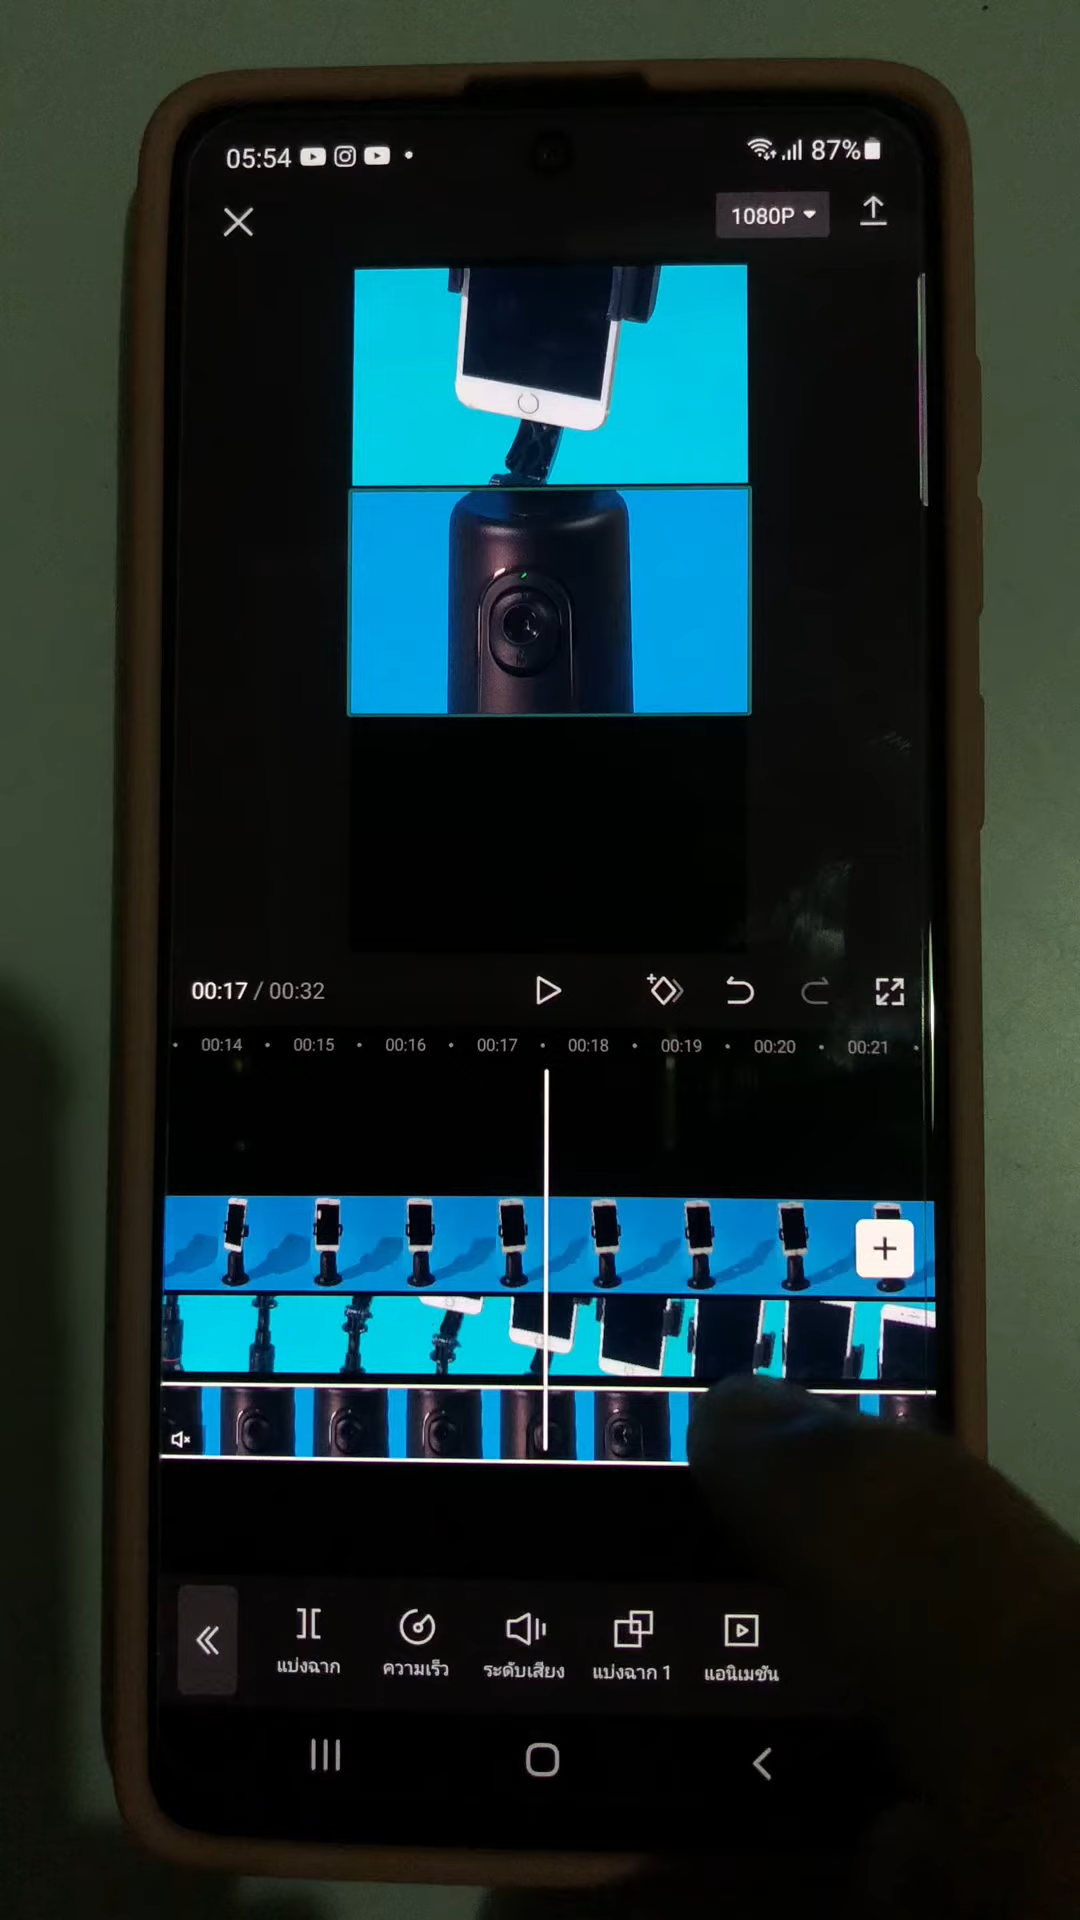 05:54
87%
1080P
00:17 / 00:32
00:14 00:15 00:16 00:17 00:18 00:19 00:20 00:21
แบ่งฉาก ความเร็ว ระดับเสียง แบ่งฉาก 1 แอนิเมชัน